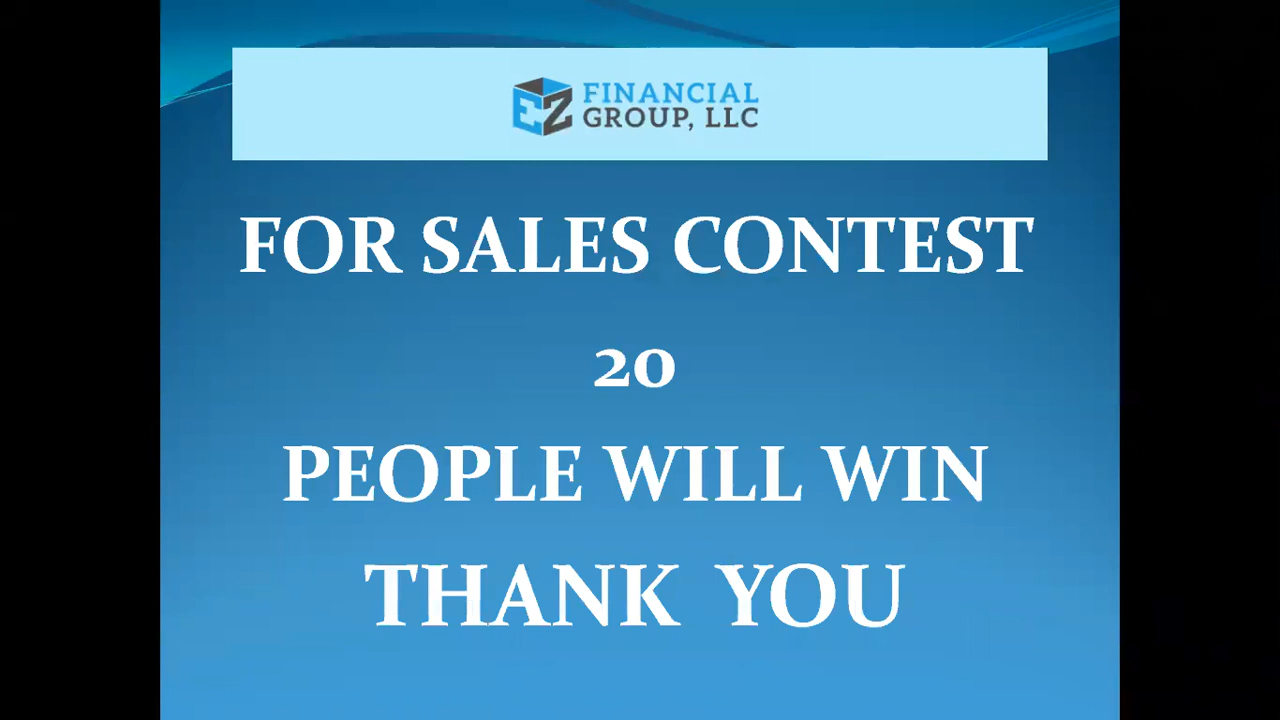 EZ FINANCIAL
GROUP, LLC
FOR SALES CONTEST
20
PEOPLE WILL WIN
THANK YOU